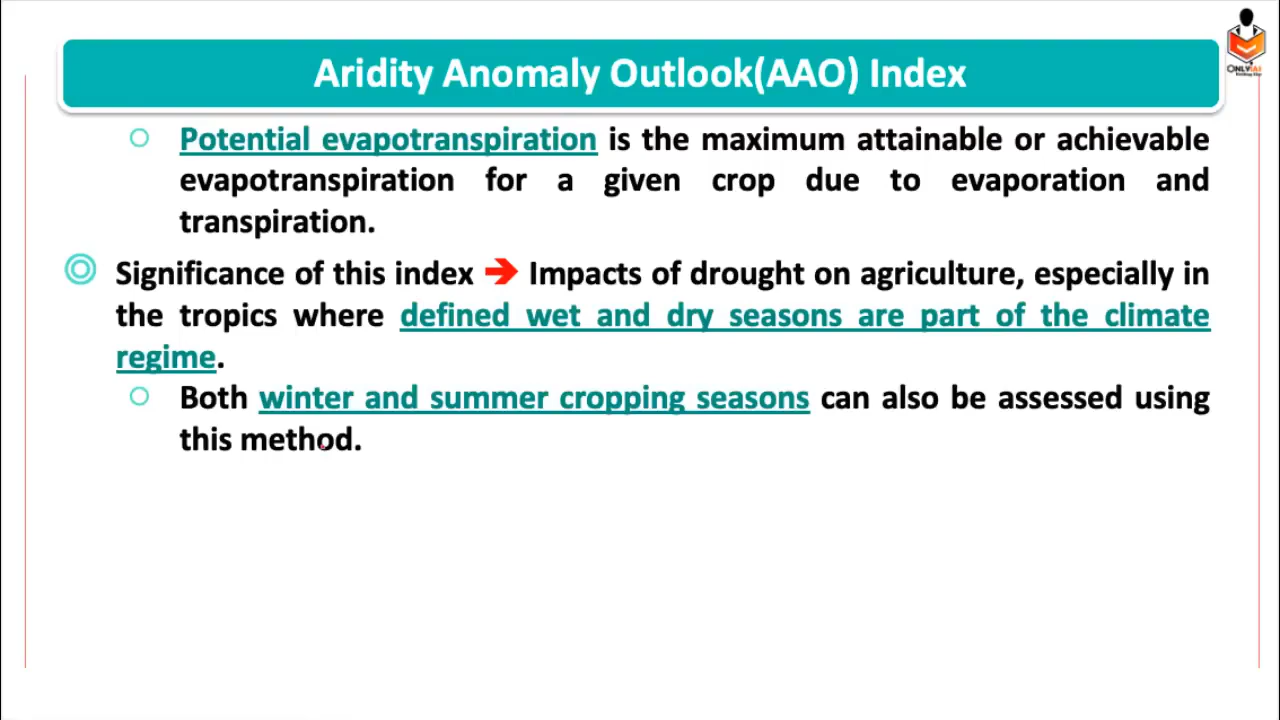 Aridity Anomaly Outlook(AAO) Index
Potential evapotranspiration is the maximum attainable or achievable
evapotranspiration for a given crop due to evaporation and
transpiration.
Significance of this index ➔ Impacts of drought on agriculture, especially in
the tropics where defined wet and dry seasons are part of the climate
regime.
Both winter and summer cropping seasons can also be assessed using
this method.
ONLYIAS